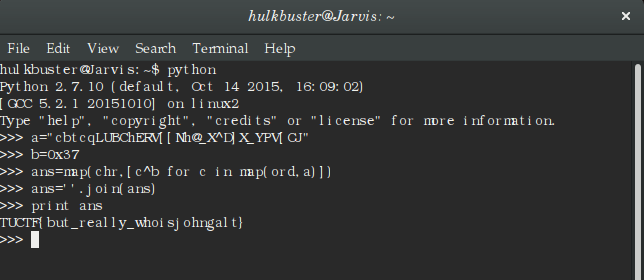 hulkbuster@Jarvis: ~
File Edit View Search Terminal Help
hulkbuster@Jarvis:~$ python
Python 2.7.10 (default, Oct 14 2015, 16:09:02)
[GCC 5.2.1 20151010] on linux2
Type "help", "copyright", "credits" or "license" for more information.
>>> a="cbtcqLUBChERV[[Nh@_X^D]X_YPV[CJ"
>>> b=0x37
>>> ans=map(chr,[c^b for c in map(ord,a)])
>>> ans=''.join(ans)
>>> print ans
TUCTF{but_really_whoisjohngalt}
>>>